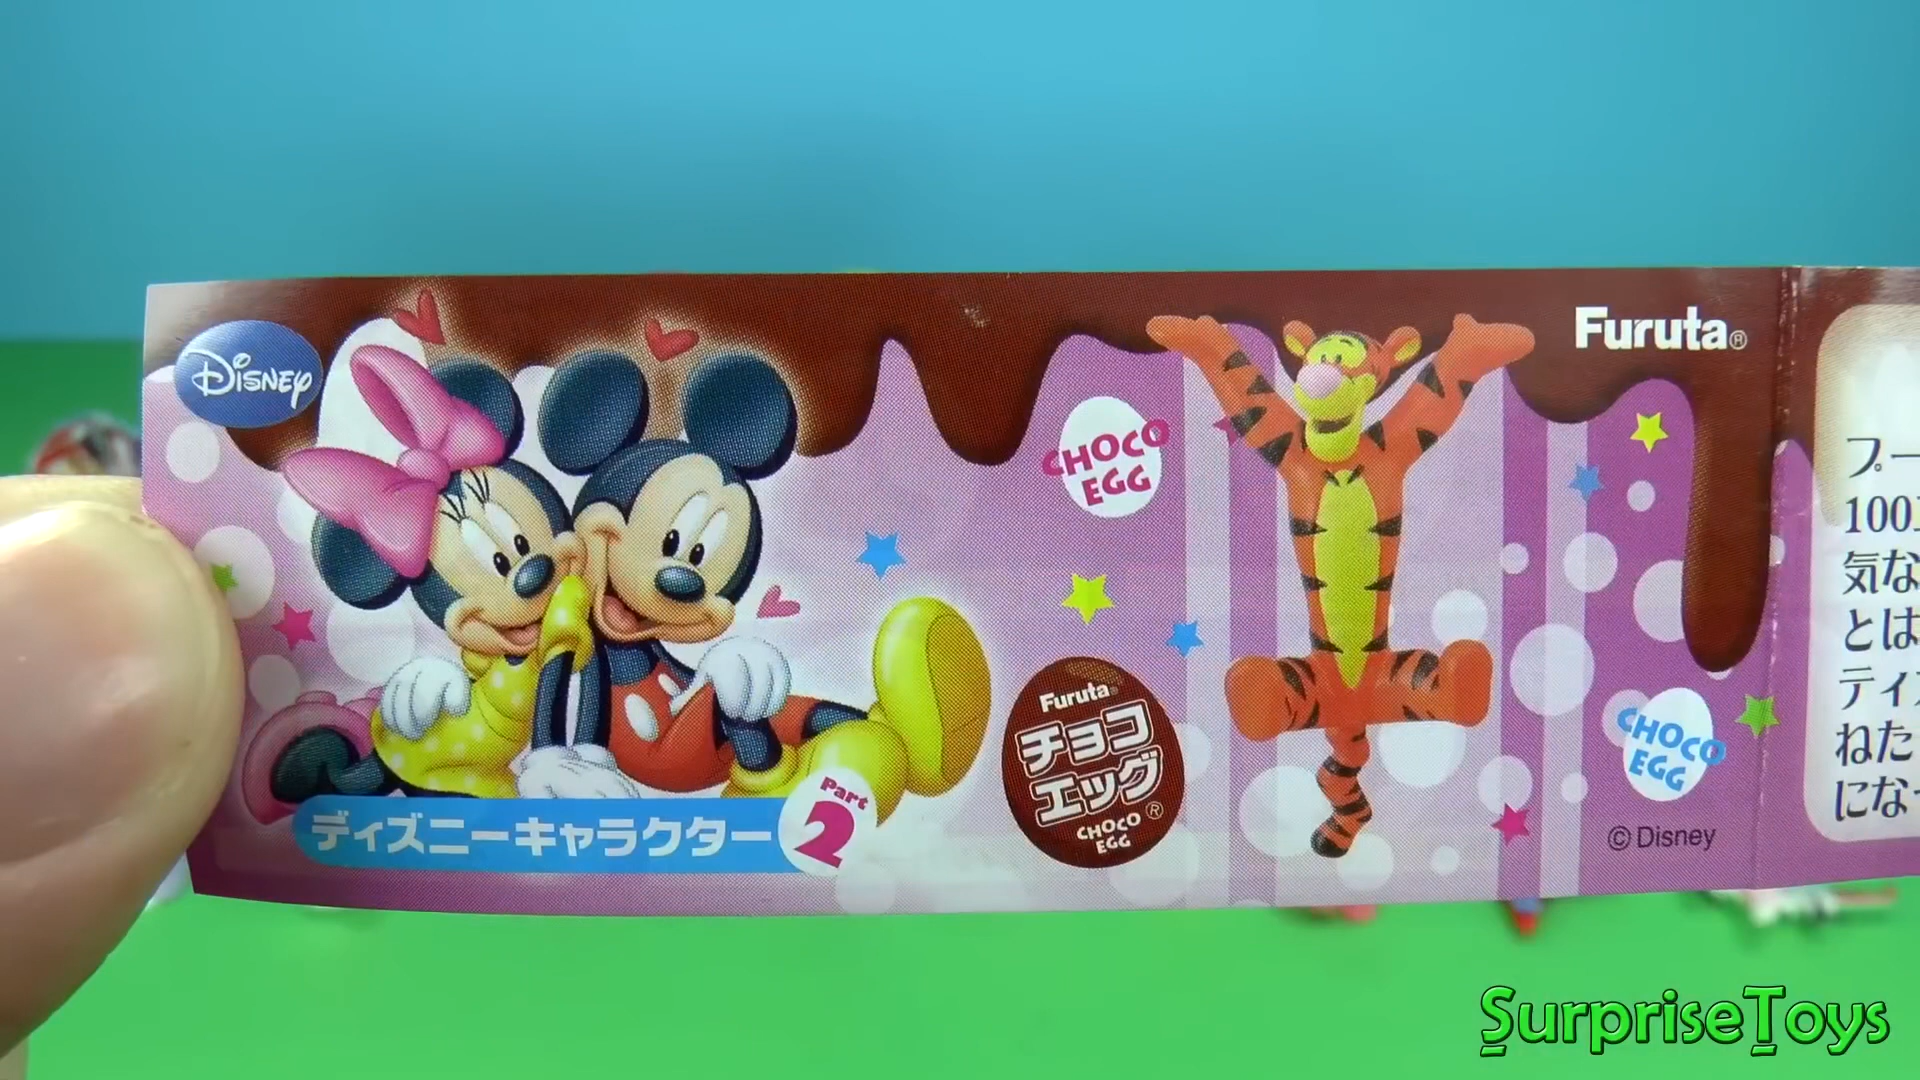 Disney
Furuta®
CHOCO
EGG
Furuta®
チョコ
エッグ®
CHOCO
EGG
CHOCO
EGG
ディズニーキャラクター
Part
2
© Disney
プー
100
気な
とは
ティ
ねた
にな
SurpriseToys